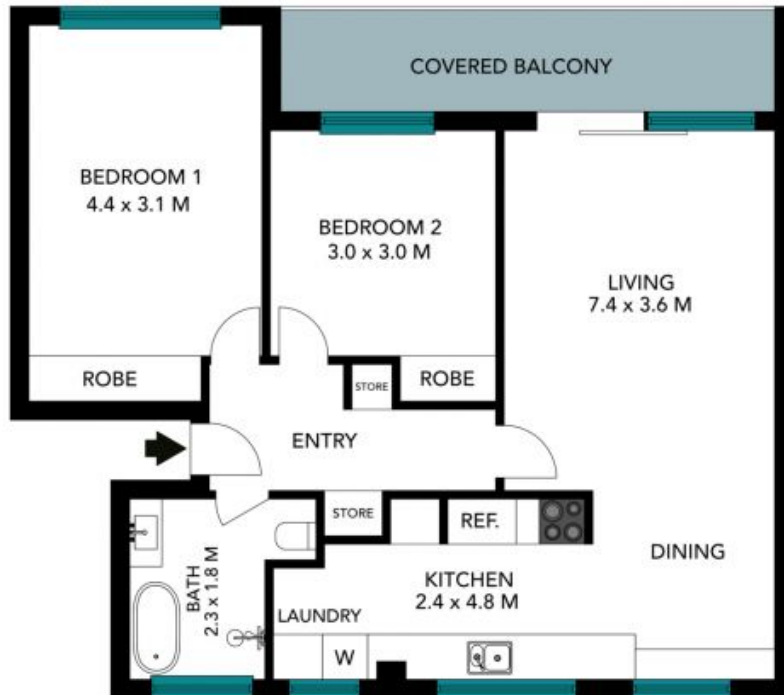 COVERED BALCONY
BEDROOM 1
4.4 x 3.1 M
BEDROOM 2
3.0 x 3.0 M
LIVING
7.4 x 3.6 M
ROBE
STORE
ROBE
ENTRY
STORE
REF.
DINING
BATH
2.3 x 1.8 M
KITCHEN
2.4 x 4.8 M
LAUNDRY
W